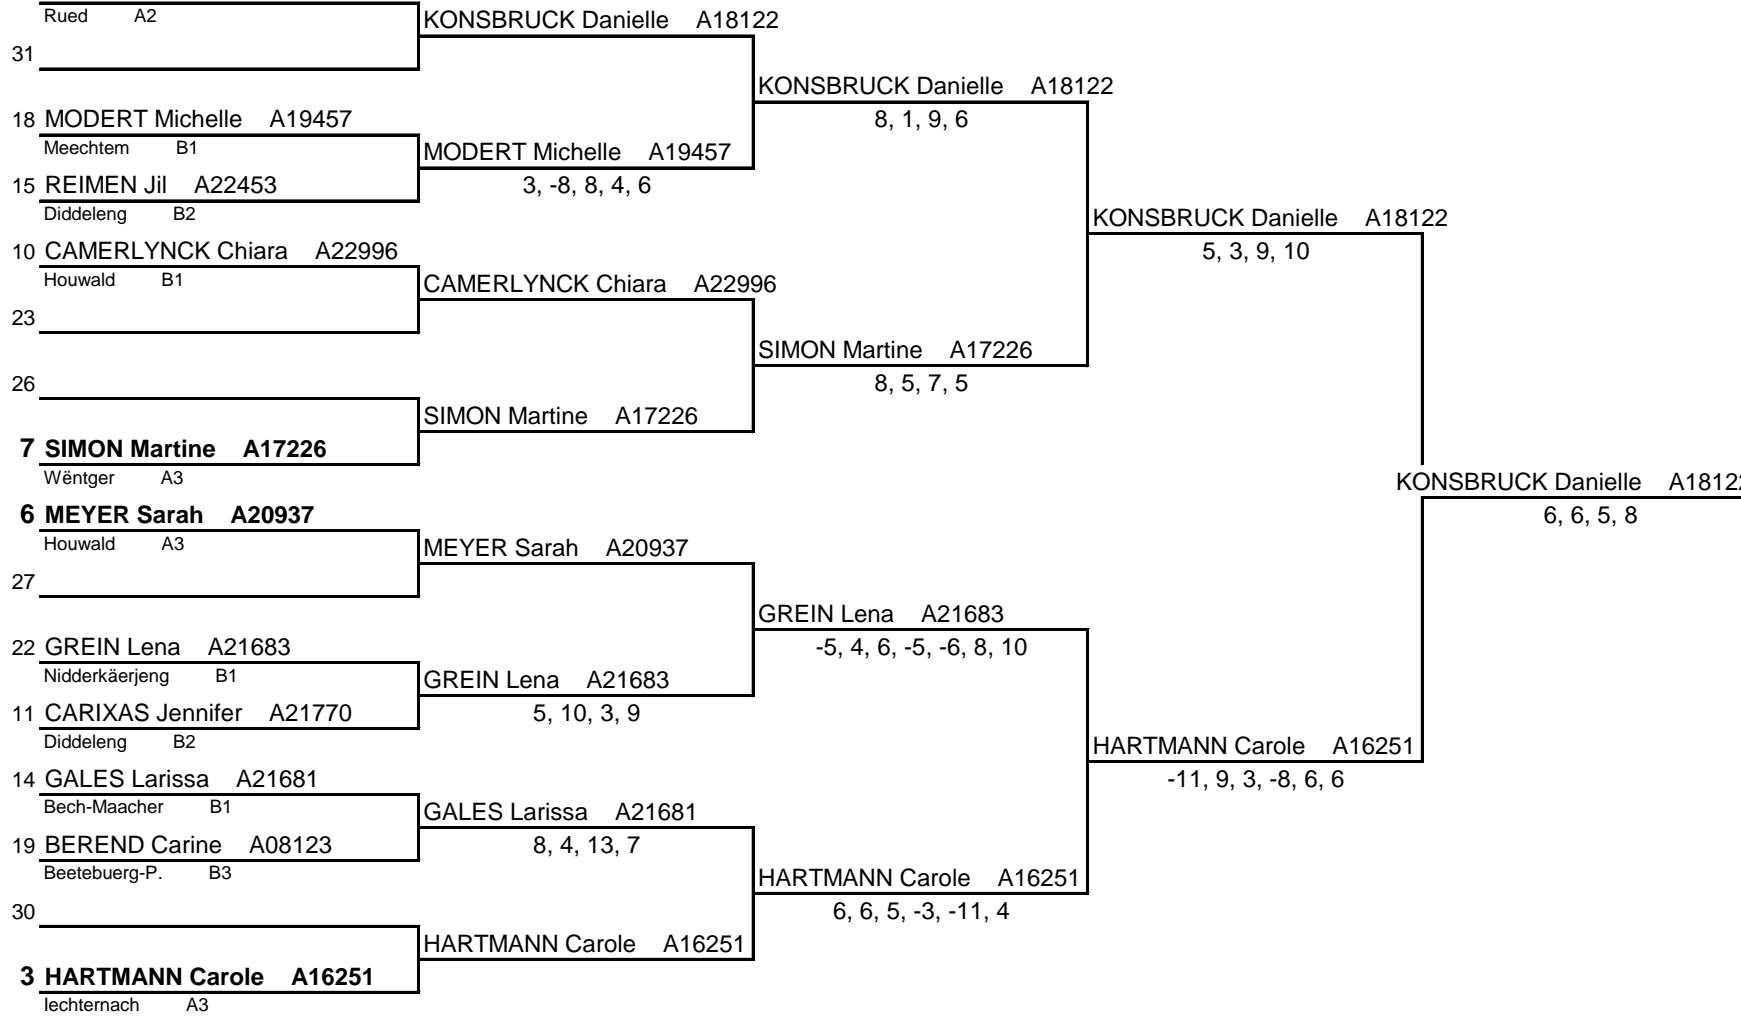 Rued A2
KONSBRUCK Danielle A18122
31
KONSBRUCK Danielle A18122
8, 1, 9, 6
18 MODERT Michelle A19457
Meechtem B1
MODERT Michelle A19457
3, -8, 8, 4, 6
15 REIMEN Jil A22453
Diddeleng B2
KONSBRUCK Danielle A18122
5, 3, 9, 10
10 CAMERLYNCK Chiara A22996
Houwald B1
CAMERLYNCK Chiara A22996
23
SIMON Martine A17226
8, 5, 7, 5
26
SIMON Martine A17226
7 SIMON Martine A17226
Wëntger A3
KONSBRUCK Danielle A18122
6, 6, 5, 8
6 MEYER Sarah A20937
Houwald A3
MEYER Sarah A20937
27
GREIN Lena A21683
-5, 4, 6, -5, -6, 8, 10
22 GREIN Lena A21683
Nidderkäerjeng B1
GREIN Lena A21683
5, 10, 3, 9
11 CARIXAS Jennifer A21770
Diddeleng B2
HARTMANN Carole A16251
-11, 9, 3, -8, 6, 6
14 GALES Larissa A21681
Bech-Maacher B1
GALES Larissa A21681
8, 4, 13, 7
19 BEREND Carine A08123
Beetebuerg-P. B3
HARTMANN Carole A16251
6, 6, 5, -3, -11, 4
30
HARTMANN Carole A16251
3 HARTMANN Carole A16251
Iechternach A3